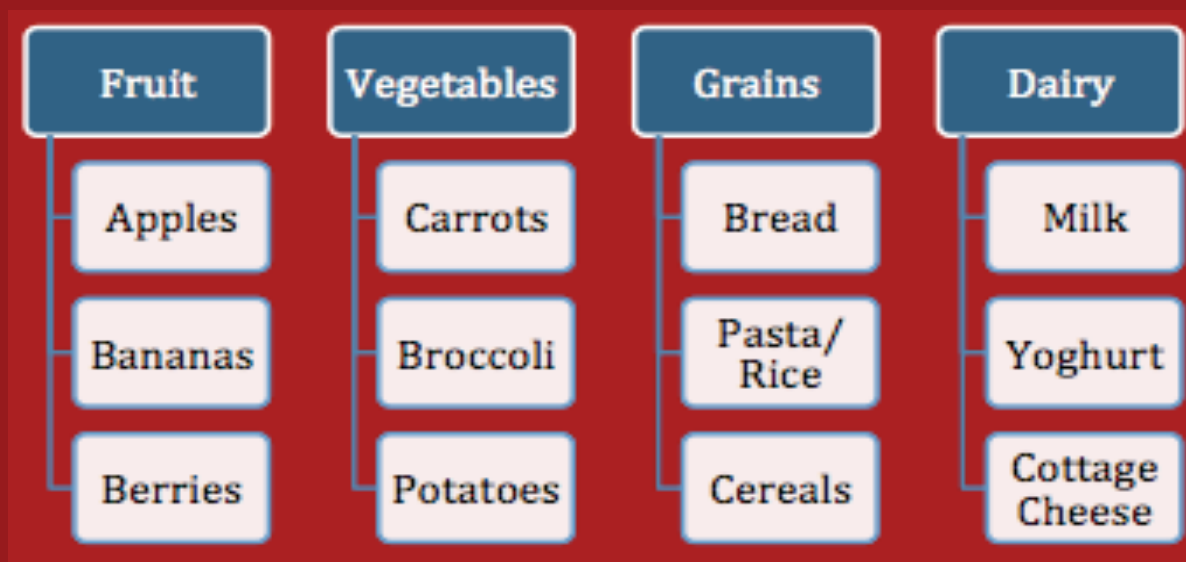 Fruit
Apples
Bananas
Berries
Vegetables
Carrots
Broccoli
Potatoes
Grains
Bread
Pasta/
Rice
Cereals
Dairy
Milk
Yoghurt
Cottage
Cheese